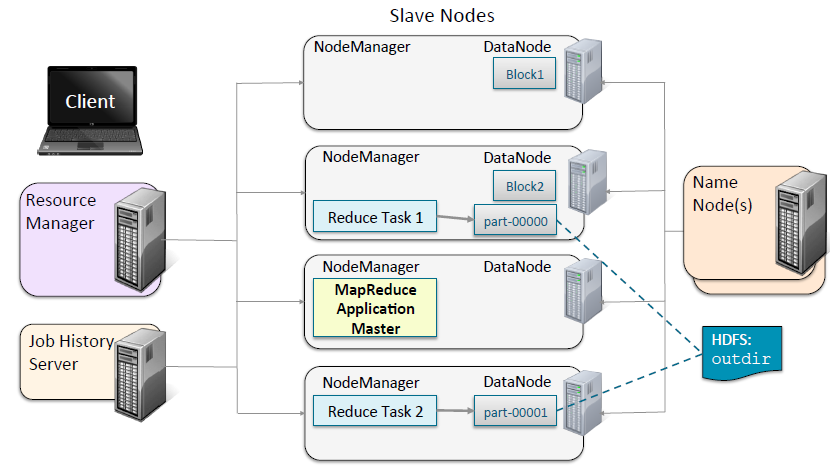 Slave Nodes
Client
Resource
Manager
Job History
Server
NodeManager
DataNode
Block1
NodeManager
DataNode
Block2
Reduce Task 1
part-00000
NodeManager
DataNode
MapReduce
Application
Master
NodeManager
DataNode
Reduce Task 2
part-00001
Name
Node(s)
HDFS:
outdir